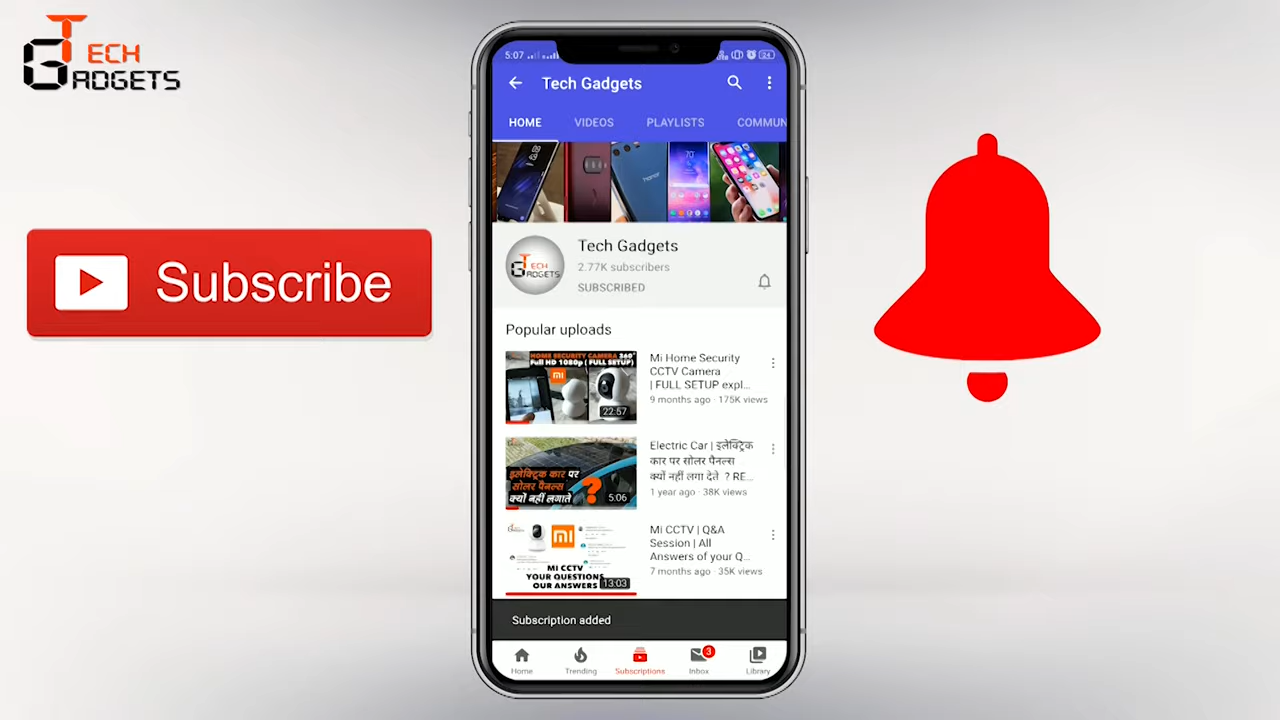 TECH
GADGETS
Subscribe
5:07
Tech Gadgets
HOME
VIDEOS
PLAYLISTS
COMMUN
honor
Tech Gadgets
2.77K subscribers
SUBSCRIBED
TECH
GADGETS
Popular uploads
HOME SECURITY CAMERA 360°
Full HD 1080p ( FULL SETUP)
22:57
Mi Home Security
CCTV Camera
| FULL SETUP expl...
9 months ago · 175K views
इलेक्ट्रिक कार पर
सोलर पैनल्स
क्यों नहीं लगाते ?
5:06
Electric Car | इलेक्ट्रिक
कार पर सोलर पैनल्स
क्यों नहीं लगा देते ? RE...
1 year ago · 38K views
MI CCTV
YOUR QUESTIONS
OUR ANSWERS
13:03
Mi CCTV | Q&A
Session | All
Answers of your Q...
7 months ago · 35K views
Subscription added
Home
Trending
Subscriptions
3
Inbox
Library